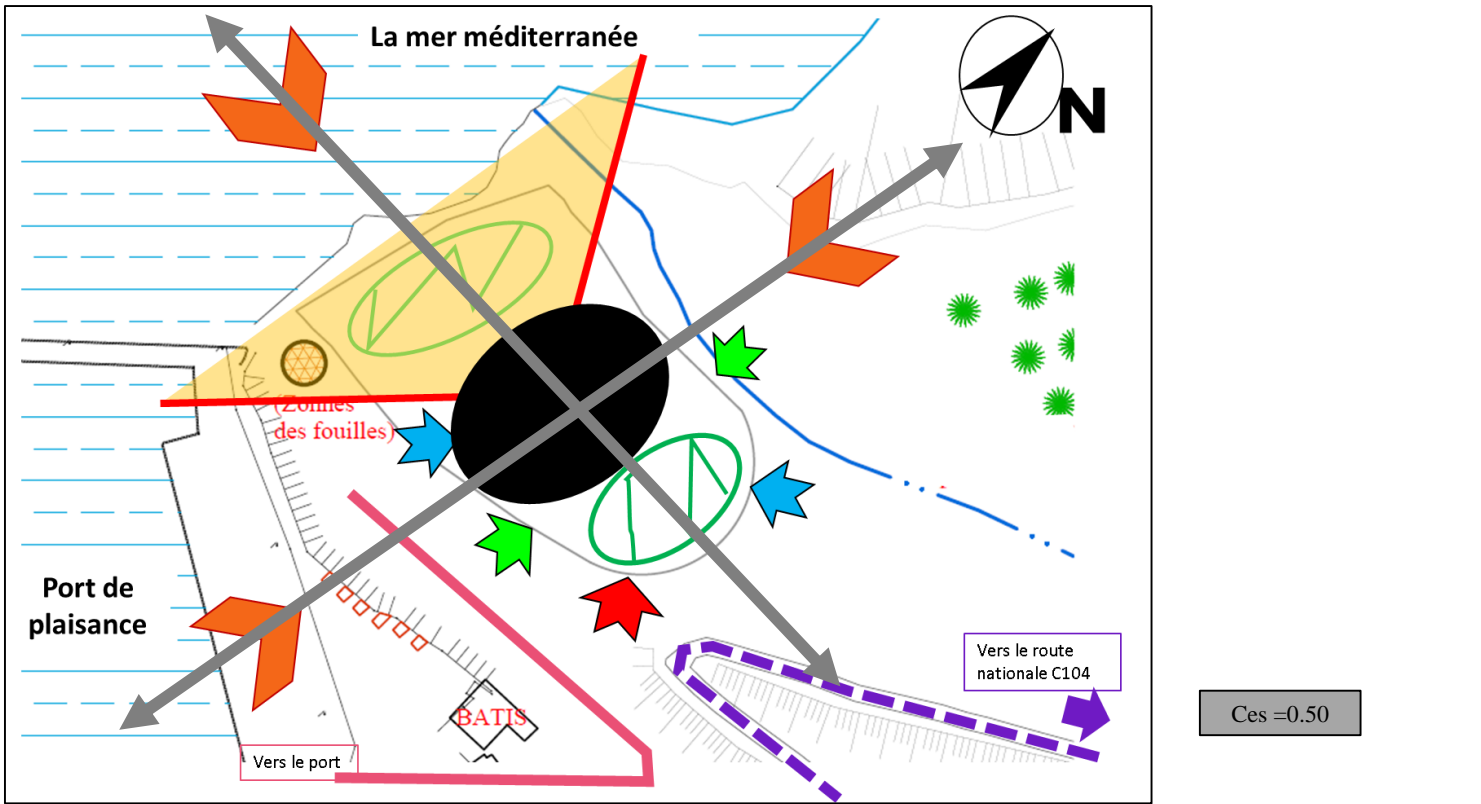 La mer méditerranée
N
(Zonnes
des fouilles)
Port de
plaisance
Vers le route
nationale C104
Ces =0.50
BATIS
Vers le port